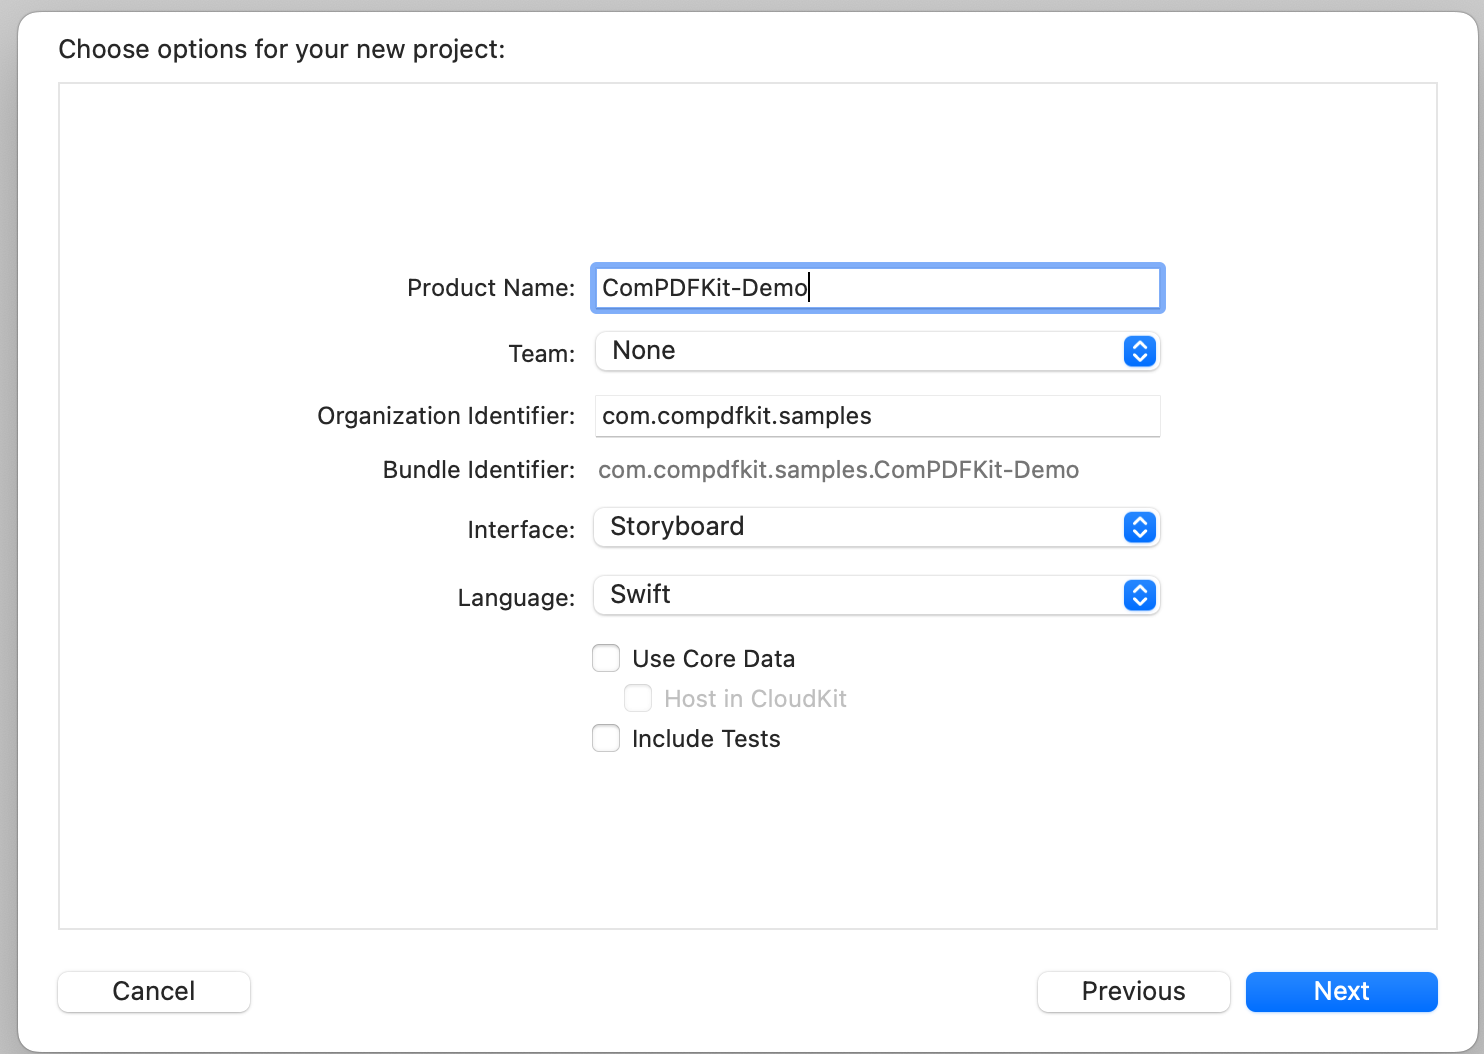 Choose options for your new project:
Product Name: ComPDFKit-Demo
Team: None
Organization Identifier: com.compdfkit.samples
Bundle Identifier: com.compdfkit.samples.ComPDFKit-Demo
Interface: Storyboard
Language: Swift
Use Core Data
Host in CloudKit
Include Tests
Cancel Previous Next